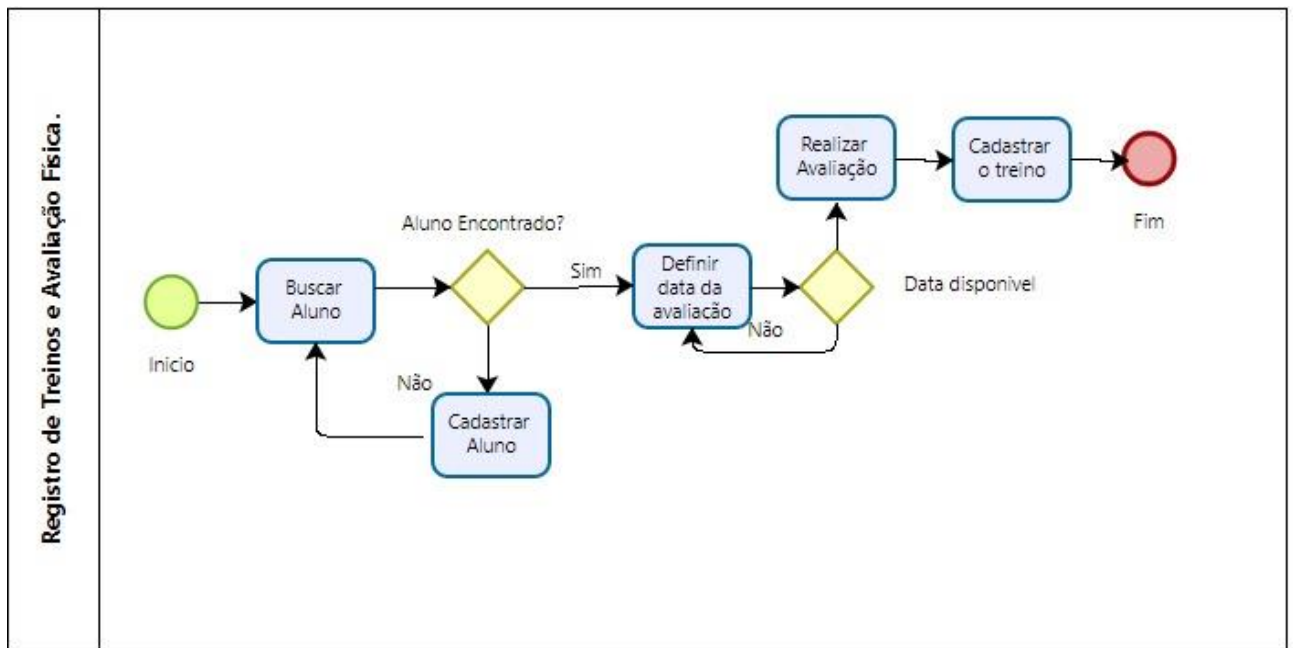 Registro de Treinos e Avaliação Física.
Início
Buscar
Aluno
Aluno Encontrado?
Sim
Não
Cadastrar
Aluno
Definir
data da
avaliação
Não
Data disponivel
Realizar
Avaliação
Cadastrar
o treino
Fim